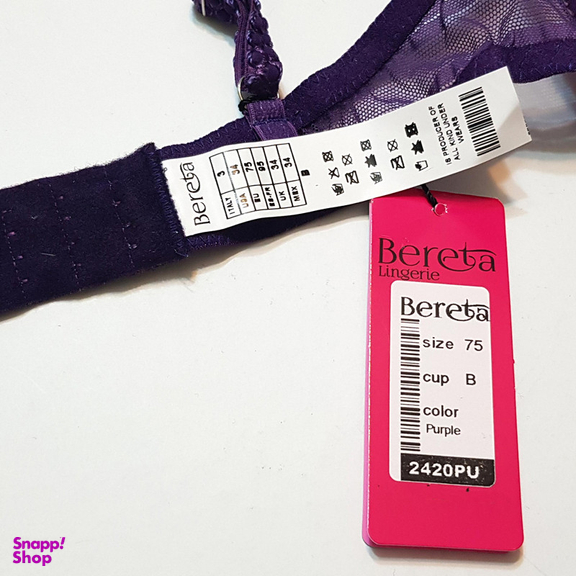 Bereta
3 34 75 95 34 34 B
ITALY USA EU ES-FR UK MEX
IS PRODUCER OF
ALL KIND UNDER
WEARS
Bereta
Lingerie
Bereta
size 75
cup B
color
Purple
2420PU
Snapp!
Shop